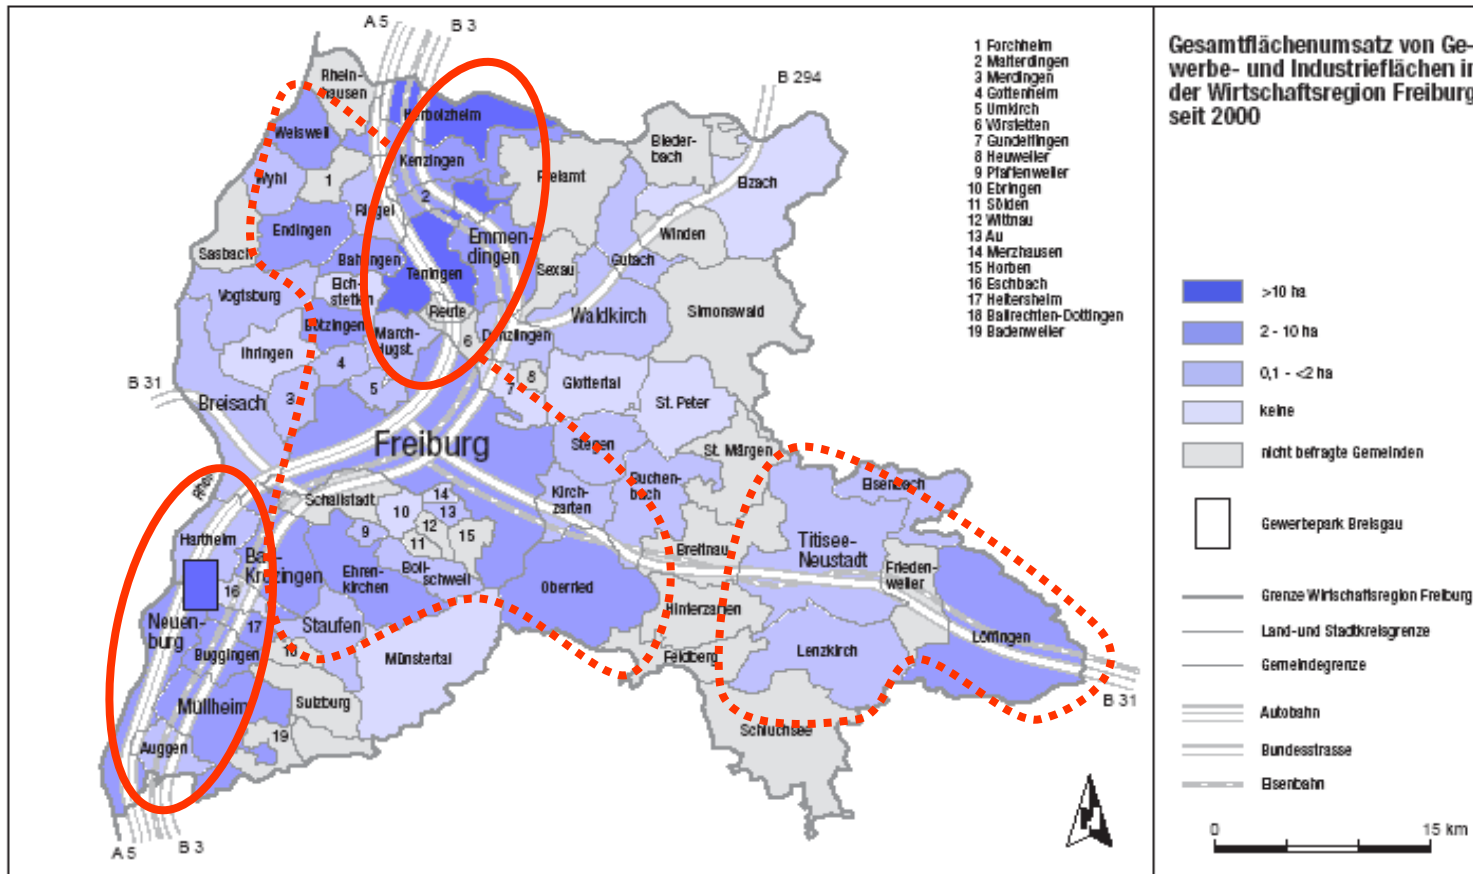 A 5
B 3
B 294
Rhein-
hausen
Herbolzheim
Weisweil
Kenzingen
Wyhl
1
2
Freiamt
Bieder-
bach
Elzach
Riegel
Endingen
Emmen-
dingen
Winden
Sasbach
Bahlingen
Teningen
Sexau
Gutach
Vogtsburg
Eich-
stetten
Reute
Simonswald
Bötzingen
March-
Hugst.
6
Denzlingen
Waldkirch
Ihringen
4
5
7
8
Glottertal
B 31
Breisach
3
St. Peter
Freiburg
Stegen
St. Märgen
Buchen-
bach
Eisenbach
Kirch-
zarten
Schallstadt
14
10
13
12
9
11
15
Hartheim
Bad-
Krozingen
Ehren-
kirchen
Boll-
schweil
Oberried
Breitnau
Titisee-
Neustadt
Frieden-
weiler
16
Neuen-
burg
17
Staufen
Hinterzarten
Löffingen
Buggingen
18
Münstertal
Feldberg
Lenzkirch
Müllheim
Sulzburg
B 31
Auggen
19
Schluchsee
A 5
B 3
1 Forchheim
2 Malterdingen
3 Merdingen
4 Gottenheim
5 Umkirch
6 Vörstetten
7 Gundelfingen
8 Heuweiler
9 Pfaffenweiler
10 Ebringen
11 Sölden
12 Wittnau
13 Au
14 Merzhausen
15 Horben
16 Eschbach
17 Heitersheim
18 Ballrechten-Dottingen
19 Badenweiler
Gesamtflächenumsatz von Ge-
werbe- und Industrieflächen in
der Wirtschaftsregion Freiburg
seit 2000
>10 ha
2 - 10 ha
0,1 - <2 ha
keine
nicht befragte Gemeinden
Gewerbepark Breisgau
Grenze Wirtschaftsregion Freiburg
Land-und Stadtkreisgrenze
Gemeindegrenze
Autobahn
Bundesstrasse
Eisenbahn
0
15 km